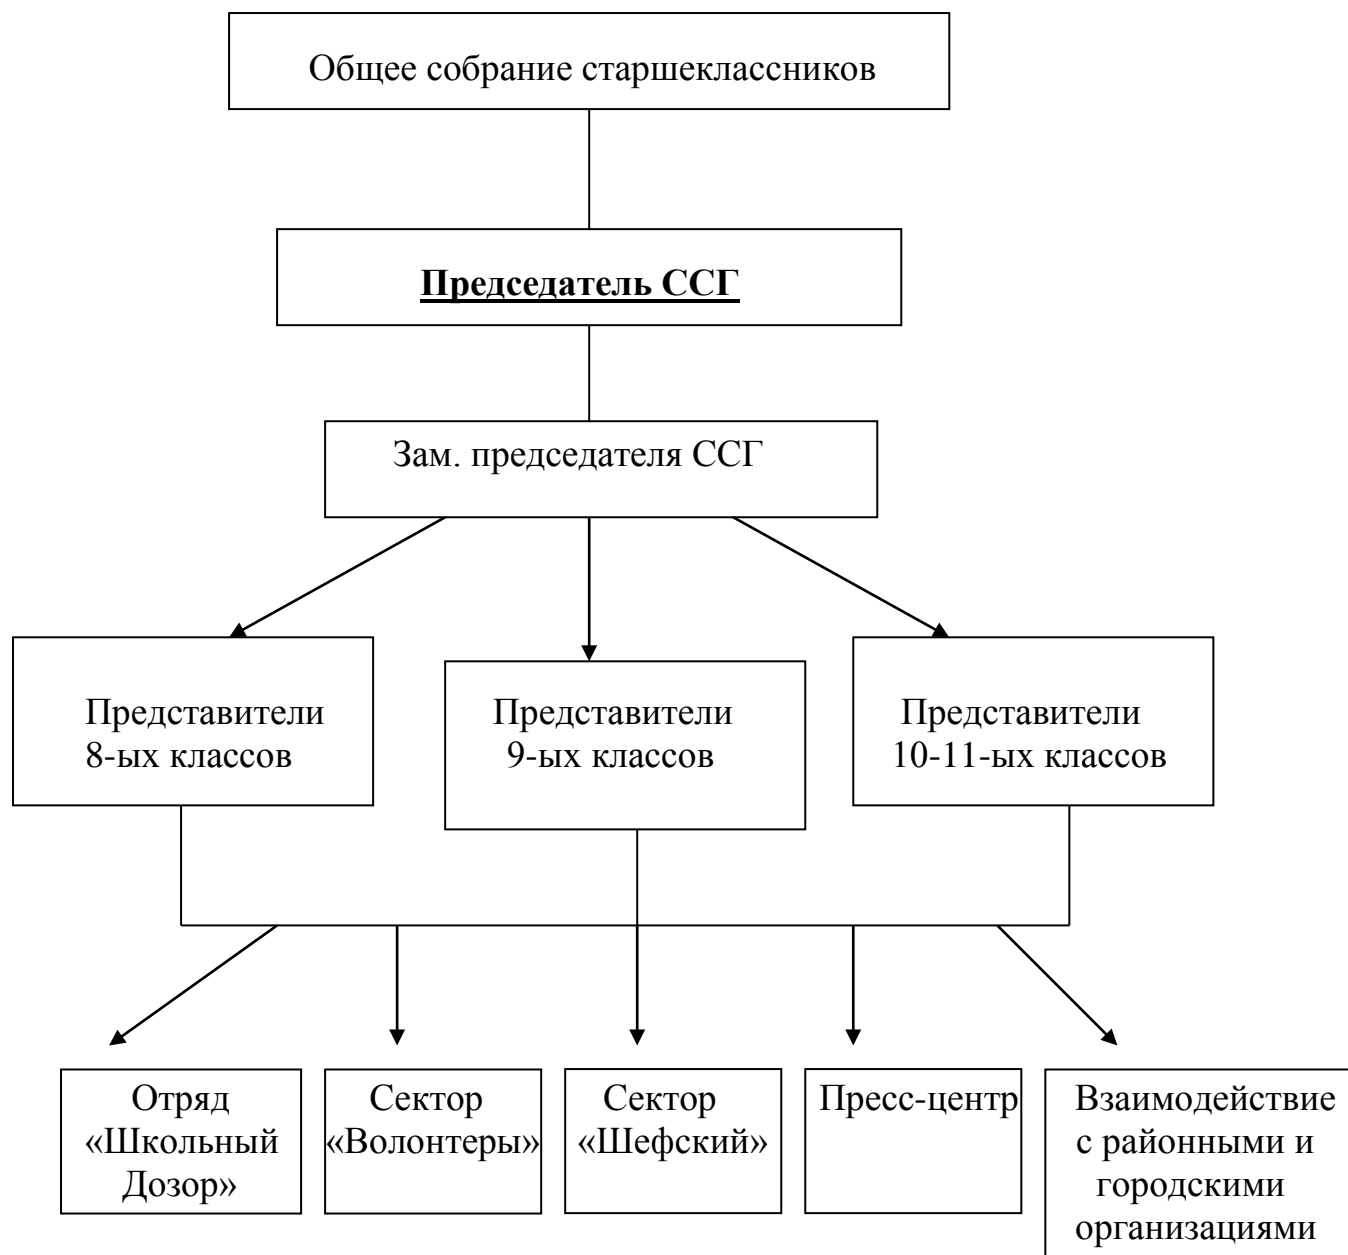 Общее собрание старшеклассников
Председатель ССГ
Зам. председателя ССГ
Представители
8-ых классов
Представители
9-ых классов
Представители
10-11-ых классов
Отряд
«Школьный
Дозор»
Сектор
«Волонтеры»
Сектор
«Шефский»
Пресс-центр
Взаимодействие
с районными и
городскими
организациями